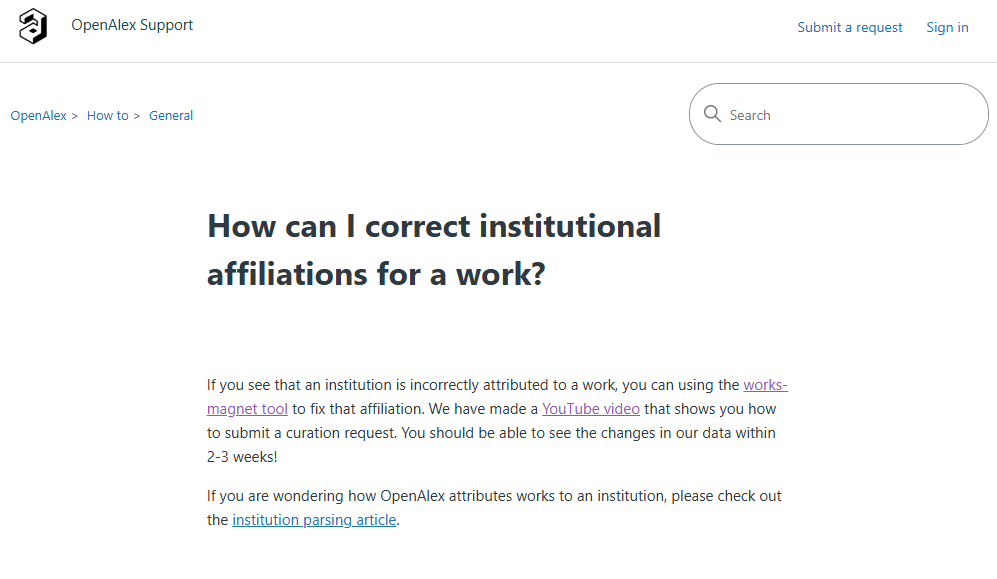 OpenAlex Support
Submit a request
Sign in
OpenAlex > How to > General
Search
How can I correct institutional
affiliations for a work?
If you see that an institution is incorrectly attributed to a work, you can using the works-
magnet tool to fix that affiliation. We have made a YouTube video that shows you how
to submit a curation request. You should be able to see the changes in our data within
2-3 weeks!
If you are wondering how OpenAlex attributes works to an institution, please check out
the institution parsing article.